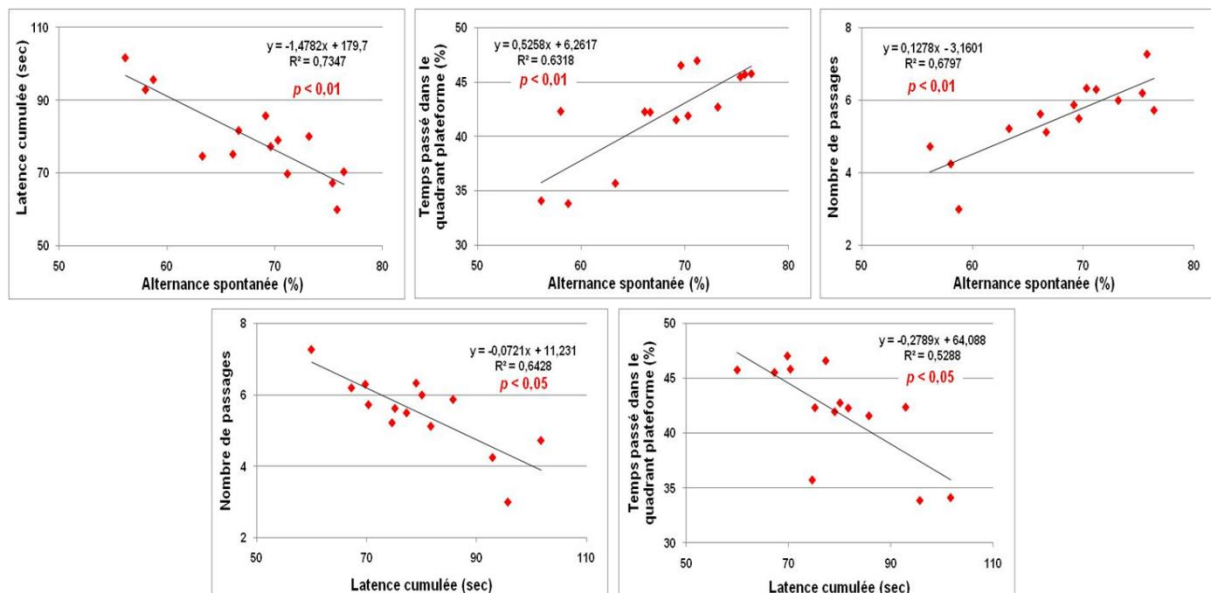 110
90
70
50
50
60
70
80
Latence cumulée (sec)
Alternance spontanée (%)
y = -1,4782x + 179,7
R² = 0,7347
p < 0,01
50
45
40
35
30
50
60
70
80
Temps passé dans le
quadrant plateforme (%)
Alternance spontanée (%)
y = 0,5258x + 6,2617
R² = 0.6318
p < 0,01
8
6
4
2
50
60
70
80
Nombre de passages
Alternance spontanée (%)
y = 0,1278x - 3,1601
R² = 0,6797
p < 0,01
8
6
4
2
50
70
90
110
Nombre de passages
Latence cumulée (sec)
y = -0,0721x + 11,231
R² = 0,6428
p < 0,05
50
45
40
35
30
50
70
90
110
Temps passé dans le
quadrant plateforme (%)
Latence cumulée (sec)
y = -0,2789x + 64,088
R² = 0,5288
p < 0,05